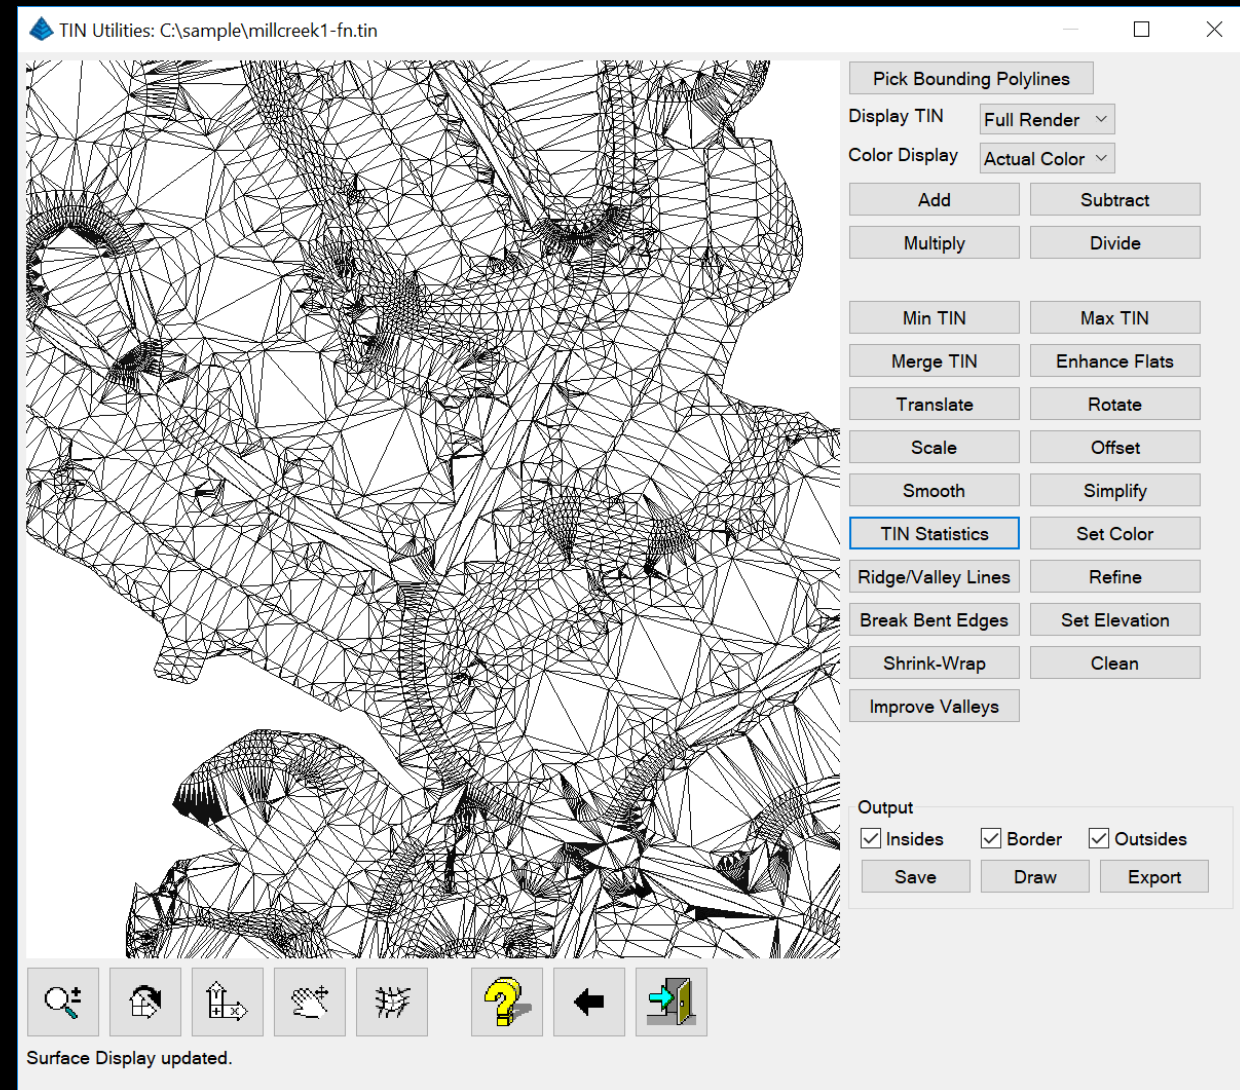 TIN Utilities: C:\sample\millcreek1-fn.tin
Pick Bounding Polylines
Display TIN Full Render
Color Display Actual Color
Add Subtract
Multiply Divide
Min TIN Max TIN
Merge TIN Enhance Flats
Translate Rotate
Scale Offset
Smooth Simplify
TIN Statistics Set Color
Ridge/Valley Lines Refine
Break Bent Edges Set Elevation
Shrink-Wrap Clean
Improve Valleys
Output
Insides Border Outsides
Save Draw Export
Y X
?
Surface Display updated.